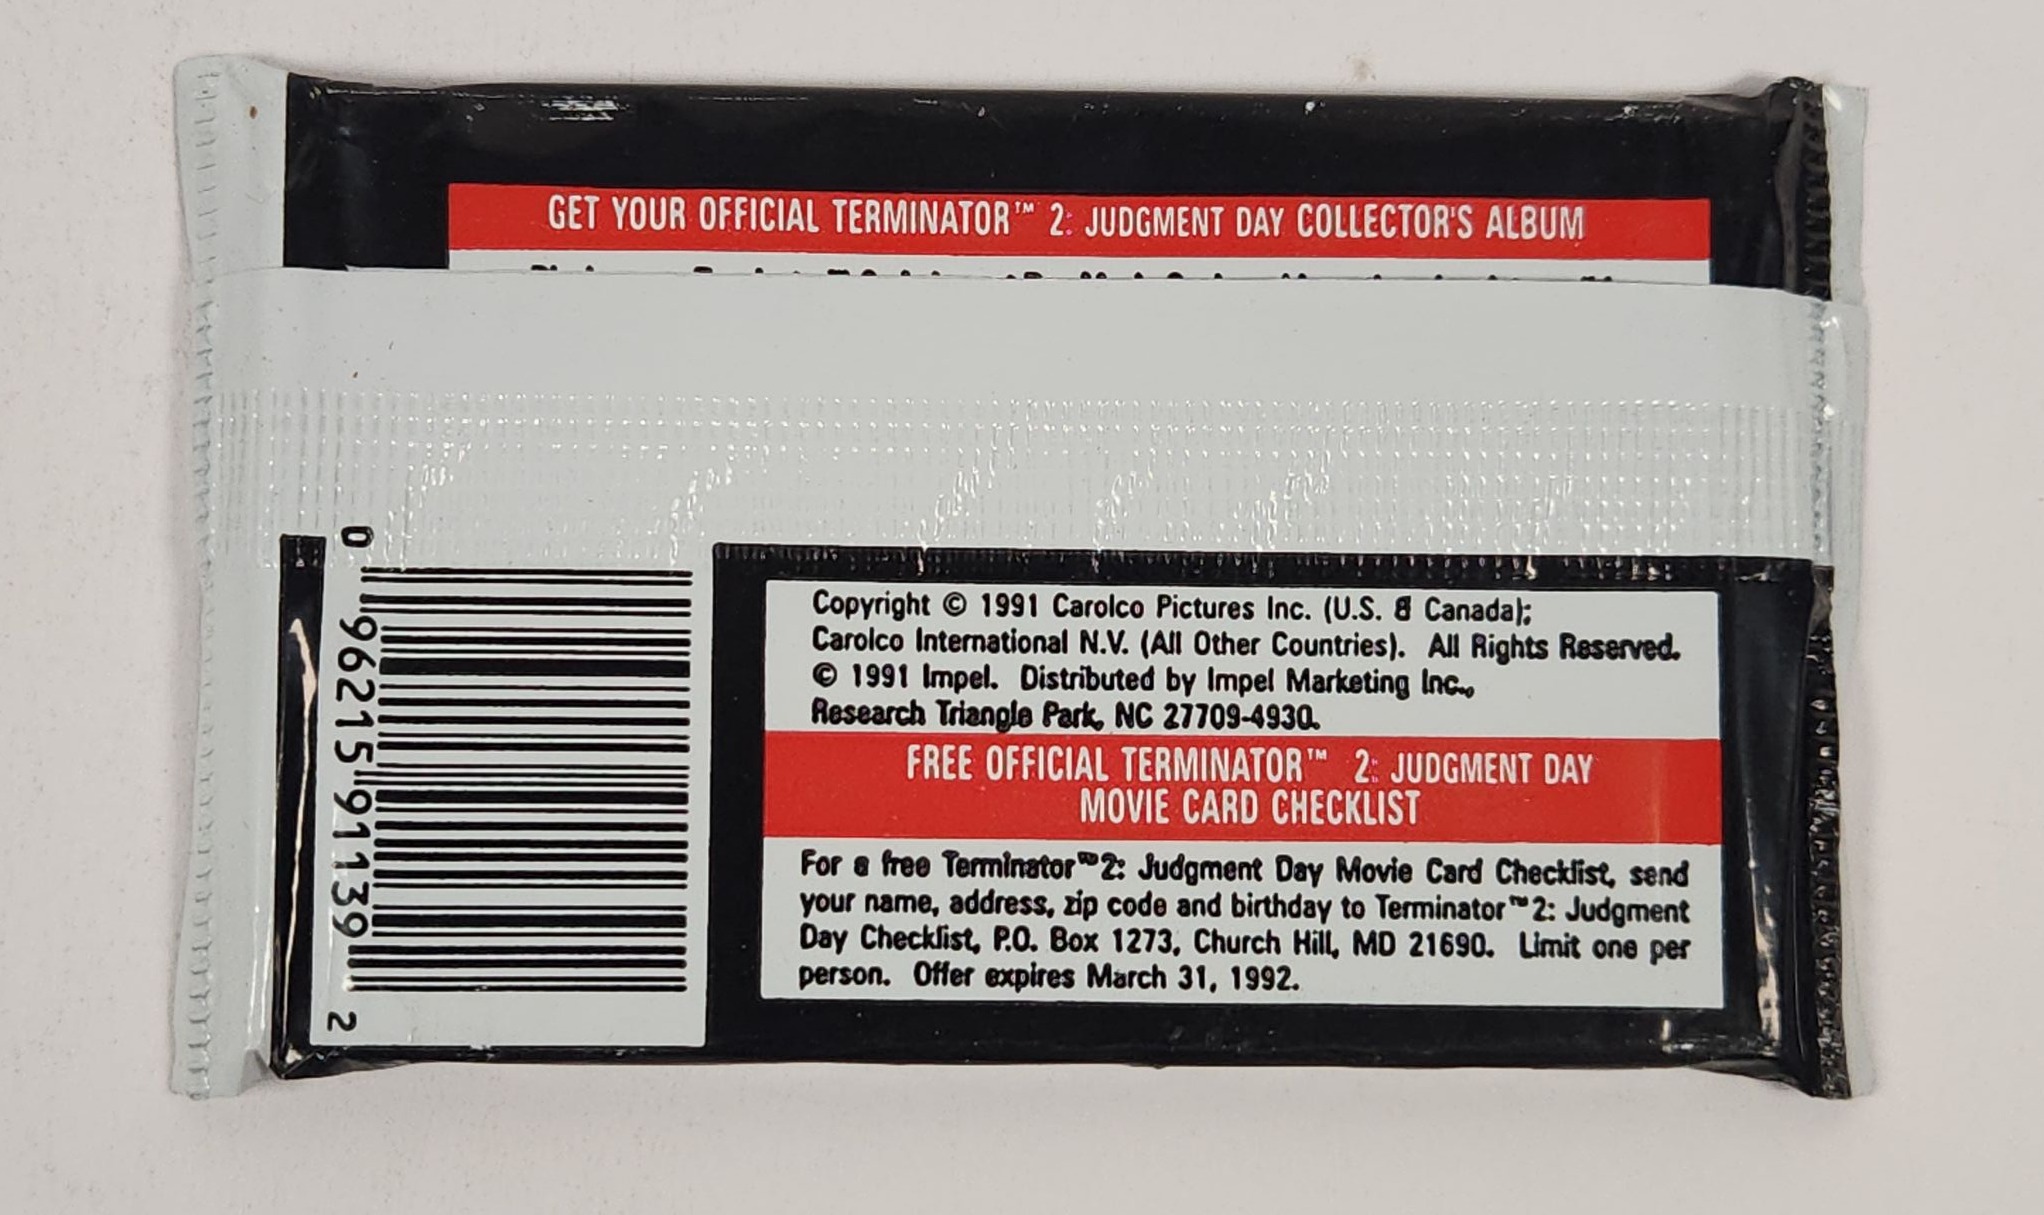 GET YOUR OFFICIAL TERMINATOR™ 2: JUDGMENT DAY COLLECTOR'S ALBUM
0 96215 91139 2
Copyright © 1991 Carolco Pictures Inc. (U.S. & Canada);
Carolco International N.V. (All Other Countries). All Rights Reserved.
© 1991 Impel. Distributed by Impel Marketing Inc.,
Research Triangle Park, NC 27709-4930.
FREE OFFICIAL TERMINATOR™ 2: JUDGMENT DAY
MOVIE CARD CHECKLIST
For a free Terminator™ 2: Judgment Day Movie Card Checklist, send
your name, address, zip code and birthday to Terminator™ 2: Judgment
Day Checklist, P.O. Box 1273, Church Hill, MD 21690. Limit one per
person. Offer expires March 31, 1992.